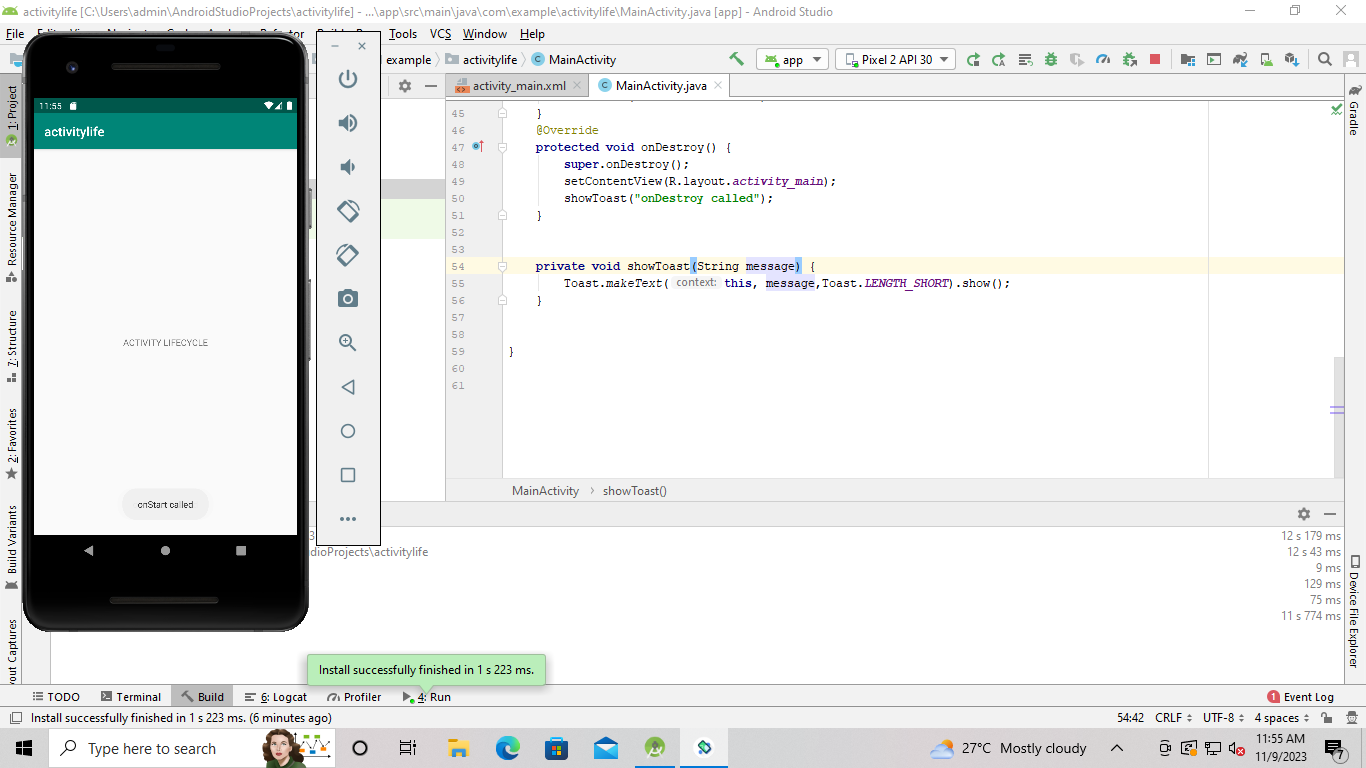 activitylife [C:\Users\admin\AndroidStudioProjects\activitylife] - ...\app\src\main\java\com\example\activitylife\MainActivity.java [app] - Android Studio
File Tools VCS Window Help
example activitylife MainActivity app Pixel 2 API 30
1: Project
Resource Manager
7: Structure
2: Favorites
Build Variants
out Captures
11:55
activitylife
ACTIVITY LIFECYCLE
onStart called
activity_main.xml MainActivity.java
45 }
46 @Override
47 protected void onDestroy() {
48 super.onDestroy();
49 setContentView(R.layout.activity_main);
50 showToast("onDestroy called");
51 }
52
53
54 private void showToast(String message) {
55 Toast.makeText( context: this, message,Toast.LENGTH_SHORT).show();
56 }
57
58
59 }
60
61
MainActivity showToast()
Gradle
Device File Explorer
3 12 s 179 ms
dioProjects\activitylife 12 s 43 ms
9 ms
129 ms
75 ms
11 s 774 ms
Install successfully finished in 1 s 223 ms.
TODO Terminal Build 6: Logcat Profiler 4: Run 1 Event Log
Install successfully finished in 1 s 223 ms. (6 minutes ago) 54:42 CRLF UTF-8 4 spaces
Type here to search 27°C Mostly cloudy 11:55 AM
11/9/2023
7